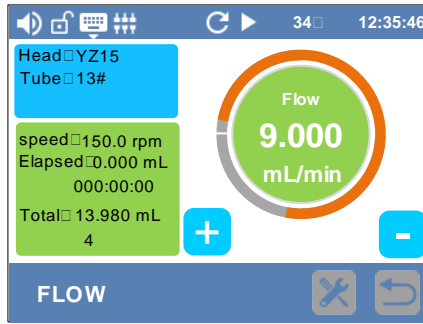 34□ 12:35:46
Head□YZ15
Tube□13#
speed□150.0 rpm
Elapsed□0.000 mL
000:00:00
Total□ 13.980 mL
4
Flow
9.000
mL/min
+
-
FLOW